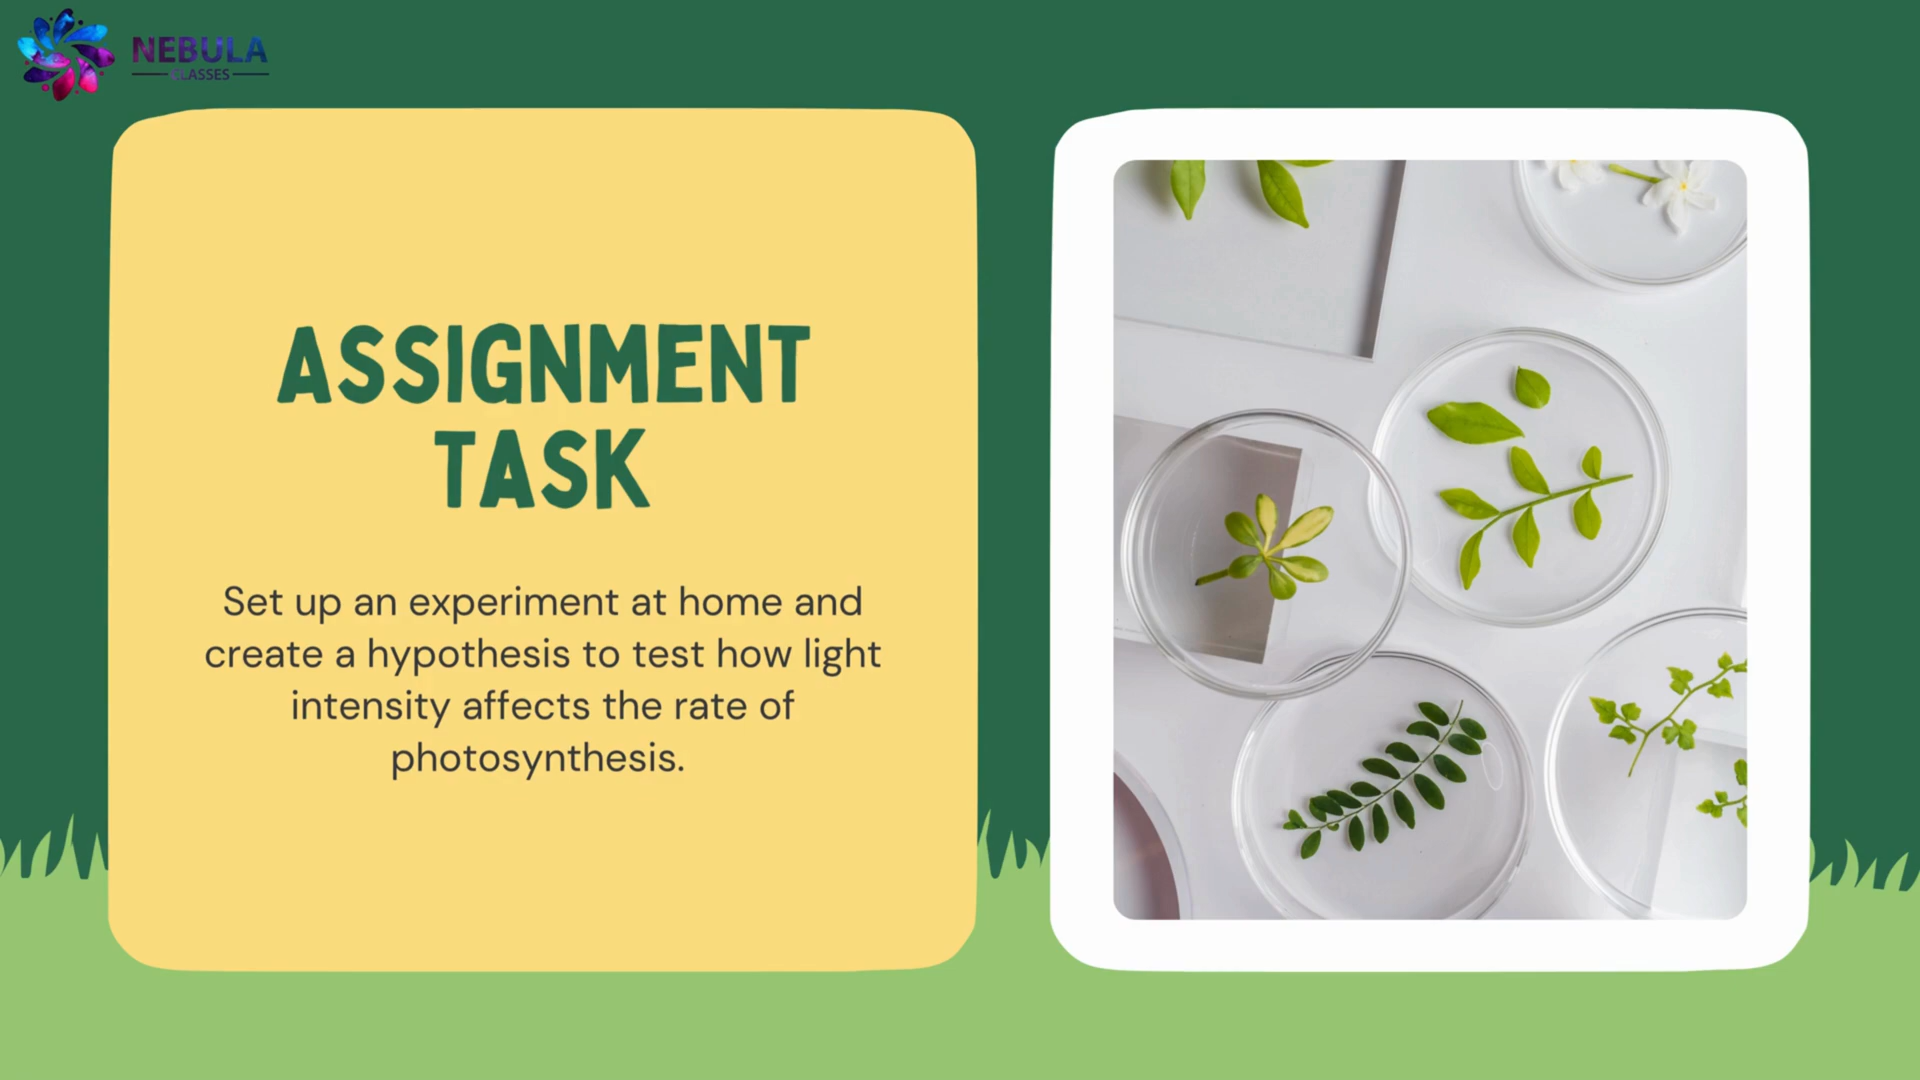 NEBULA
CLASSES
ASSIGNMENT
TASK
Set up an experiment at home and
create a hypothesis to test how light
intensity affects the rate of
photosynthesis.